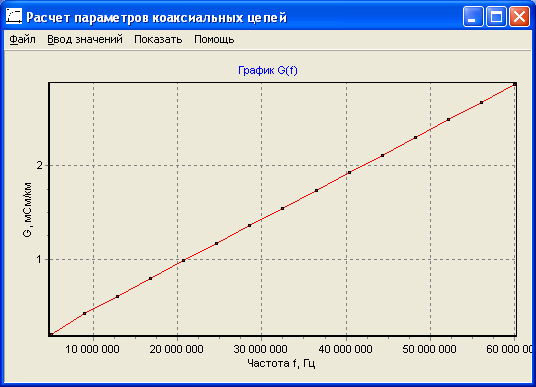 Расчет параметров коаксиальных цепей
Файл Ввод значений Показать Помощь
График G(f)
G, мСм/км
2
1
10 000 000 20 000 000 30 000 000 40 000 000 50 000 000 60 000 000
Частота f, Гц